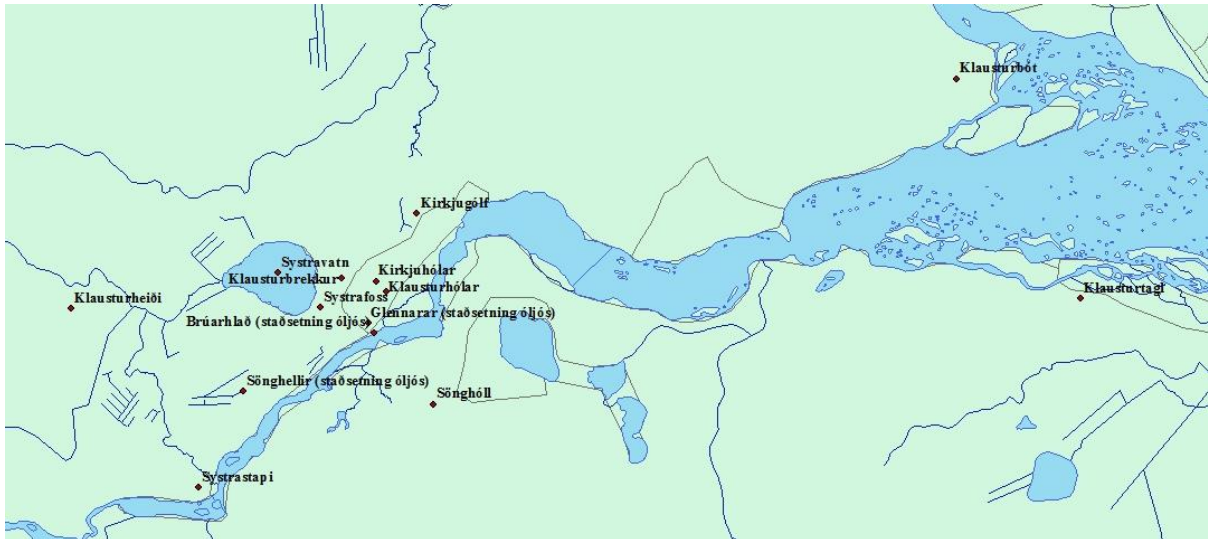 Klausturbót
Kirkjugólf
Systravatn
Klausturbrekkur
Kirkjuhólar
Klausturhólar
Klausturheiði
Systrafoss
Klausturtagi
Glennarar (staðsetning óljós)
Brúarhlað (staðsetning óljós)
Sönghellir (staðsetning óljós)
Sönghóll
Systrastapi